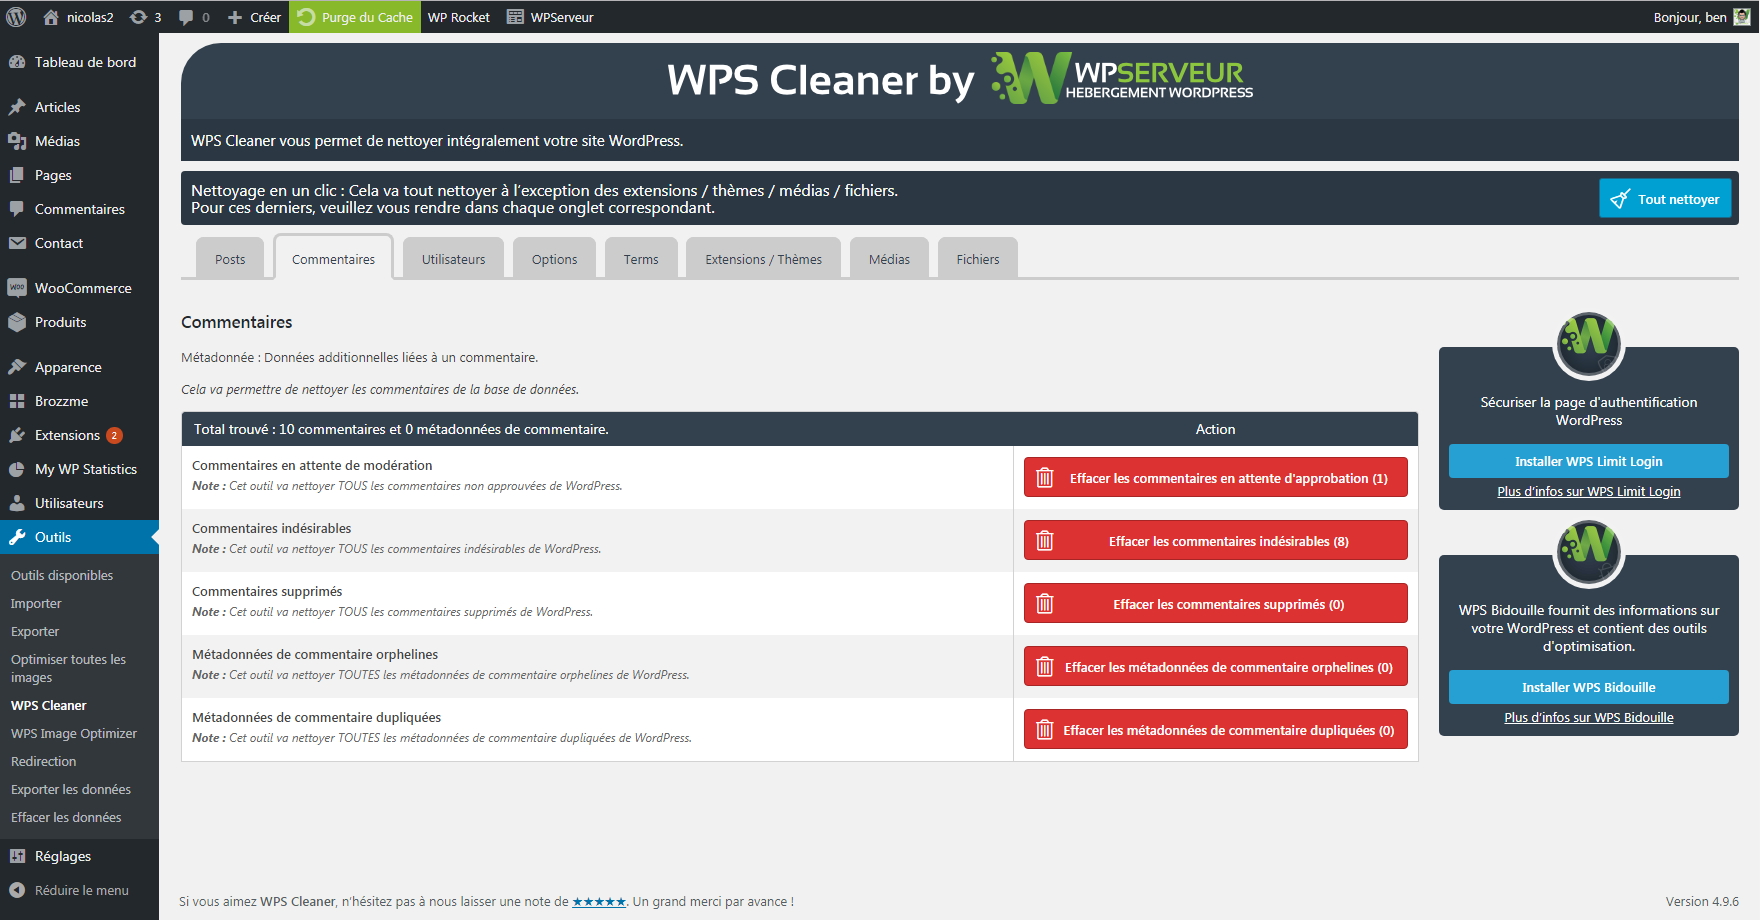 nicolas2
3
0
Créer
Purge du Cache
WP Rocket
WPServeur
Bonjour, ben
Tableau de bord
Articles
Médias
Pages
Commentaires
Contact
WooCommerce
Produits
Apparence
Brozzme
Extensions 2
My WP Statistics
Utilisateurs
Outils
Outils disponibles
Importer
Exporter
Optimiser toutes les
images
WPS Cleaner
WPS Image Optimizer
Redirection
Exporter les données
Effacer les données
Réglages
Réduire le menu
WPS Cleaner by
WPSERVEUR
HEBERGEMENT WORDPRESS
WPS Cleaner vous permet de nettoyer intégralement votre site WordPress.
Nettoyage en un clic : Cela va tout nettoyer à l’exception des extensions / thèmes / médias / fichiers.
Pour ces derniers, veuillez vous rendre dans chaque onglet correspondant.
Tout nettoyer
Posts
Commentaires
Utilisateurs
Options
Terms
Extensions / Thèmes
Médias
Fichiers
Commentaires
Métadonnée : Données additionnelles liées à un commentaire.
Cela va permettre de nettoyer les commentaires de la base de données.
Total trouvé : 10 commentaires et 0 métadonnées de commentaire.
Action
Commentaires en attente de modération
Note : Cet outil va nettoyer TOUS les commentaires non approuvées de WordPress.
Effacer les commentaires en attente d'approbation (1)
Commentaires indésirables
Note : Cet outil va nettoyer TOUS les commentaires indésirables de WordPress.
Effacer les commentaires indésirables (8)
Commentaires supprimés
Note : Cet outil va nettoyer TOUS les commentaires supprimés de WordPress.
Effacer les commentaires supprimés (0)
Métadonnées de commentaire orphelines
Note : Cet outil va nettoyer TOUTES les métadonnées de commentaire orphelines de WordPress.
Effacer les métadonnées de commentaire orphelines (0)
Métadonnées de commentaire dupliquées
Note : Cet outil va nettoyer TOUTES les métadonnées de commentaire dupliquées de WordPress.
Effacer les métadonnées de commentaire dupliquées (0)
Sécuriser la page d'authentification
WordPress
Installer WPS Limit Login
Plus d’infos sur WPS Limit Login
WPS Bidouille fournit des informations sur
votre WordPress et contient des outils
d'optimisation.
Installer WPS Bidouille
Plus d’infos sur WPS Bidouille
Si vous aimez WPS Cleaner, n’hésitez pas à nous laisser une note de ★★★★★. Un grand merci par avance !
Version 4.9.6